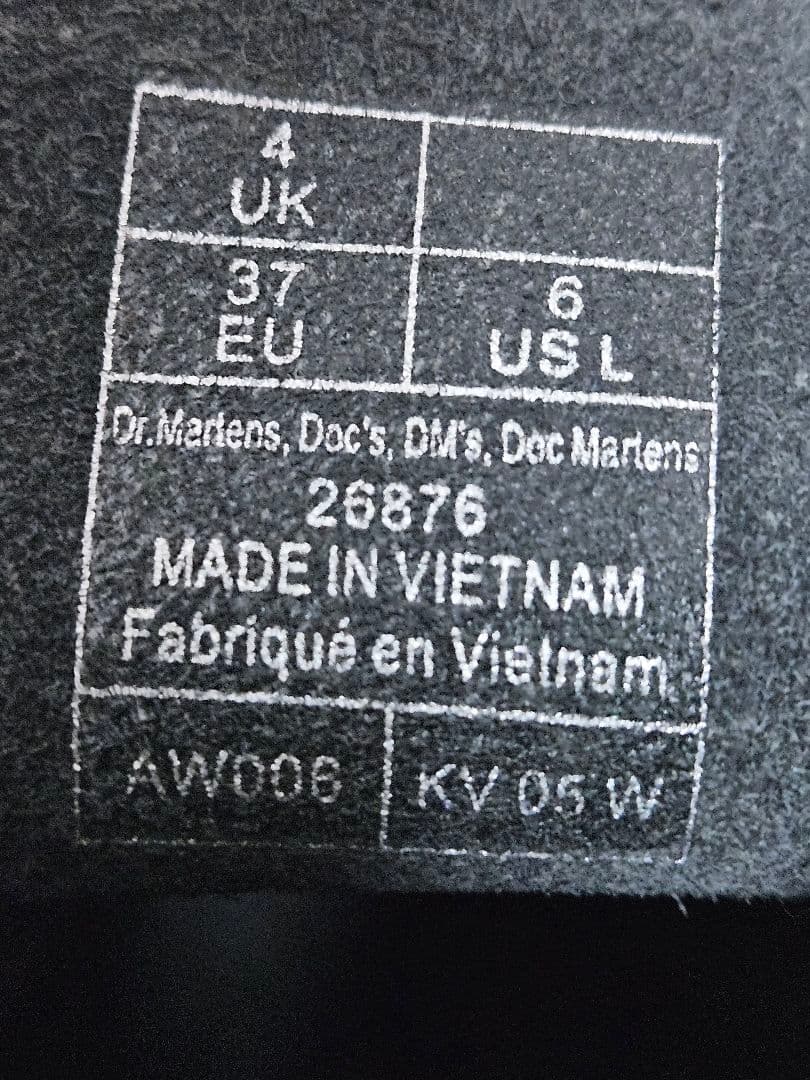 4
UK
37
EU
6
US L
Dr.Martens, Doc's, DM's, Doc Martens
26876
MADE IN VIETNAM
Fabriqué en Vietnam
AW006
KV 05 W